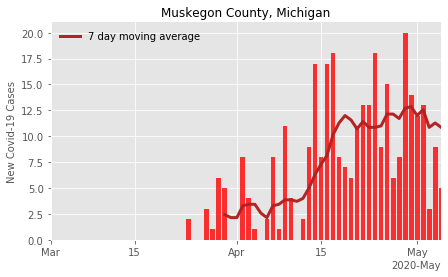 Muskegon County, Michigan
7 day moving average
New Covid-19 Cases
20.0
17.5
15.0
12.5
10.0
7.5
5.0
2.5
0.0
Mar
15
Apr
15
May
2020-May